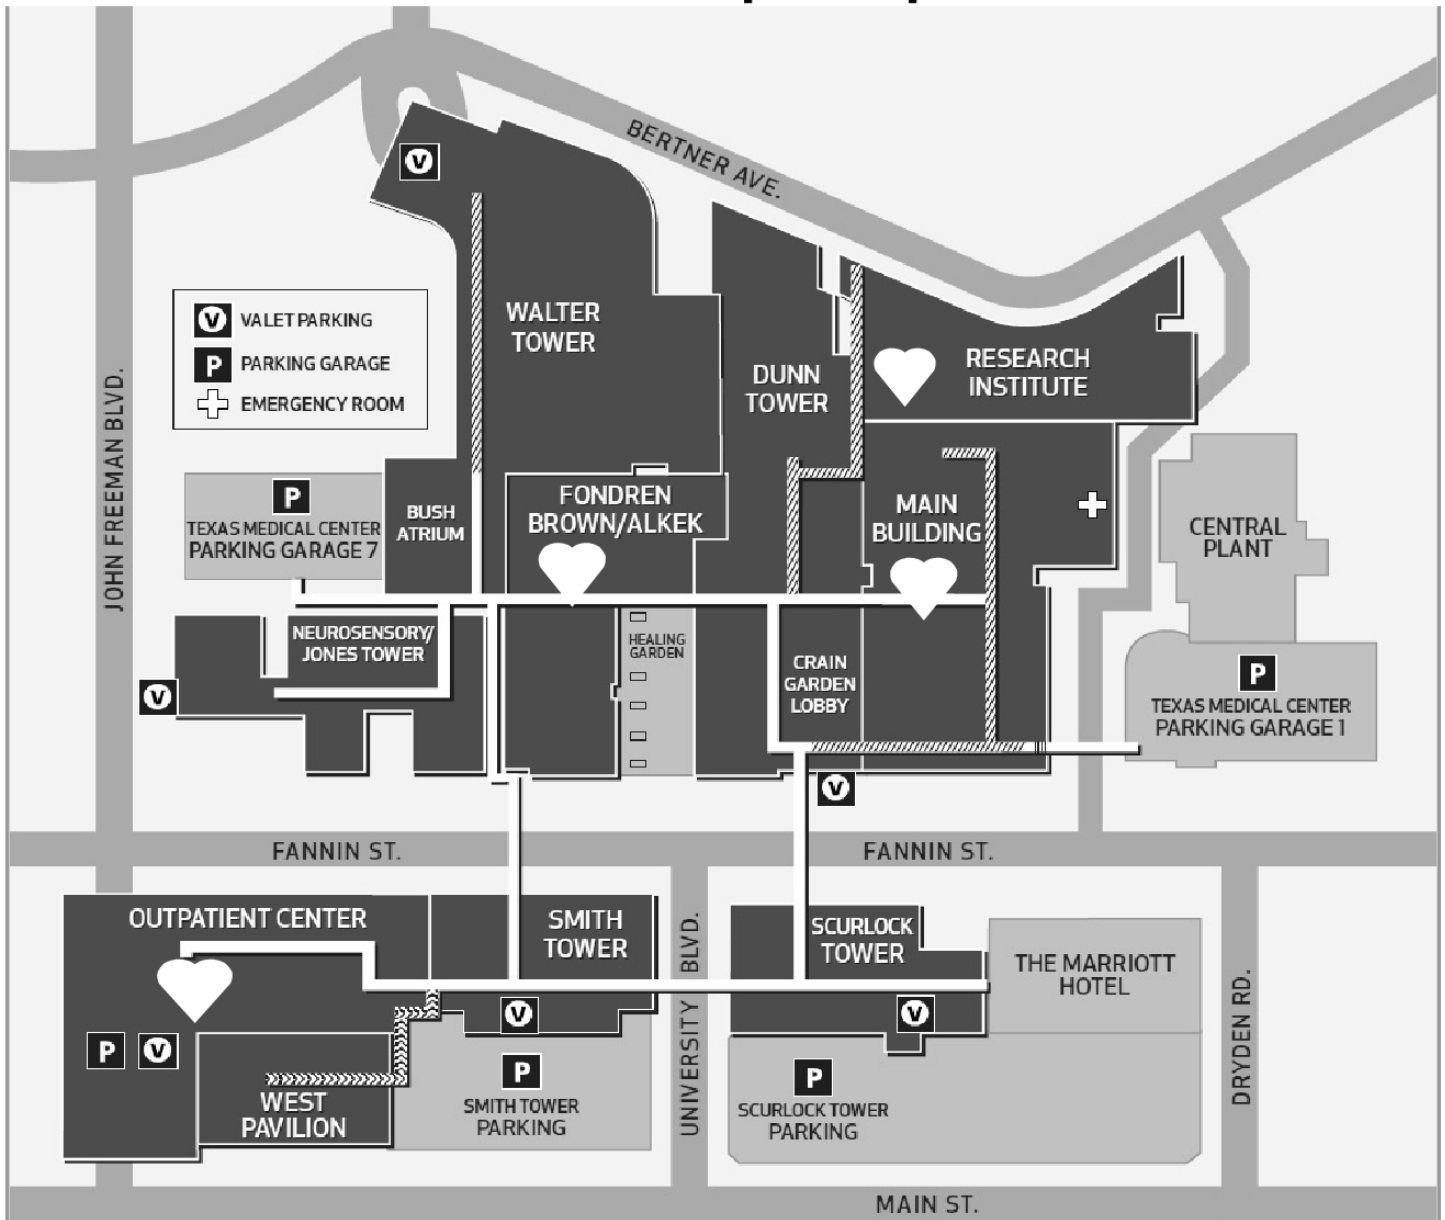 BERTNER AVE.
V
V VALET PARKING
P PARKING GARAGE
EMERGENCY ROOM
JOHN FREEMAN BLVD.
WALTER
TOWER
DUNN
TOWER
RESEARCH
INSTITUTE
P
TEXAS MEDICAL CENTER
PARKING GARAGE 7
BUSH
ATRIUM
FONDREN
BROWN/ALKEK
MAIN
BUILDING
CENTRAL
PLANT
NEUROSENSORY/
JONES TOWER
HEALING
GARDEN
CRAIN
GARDEN
LOBBY
V
P
TEXAS MEDICAL CENTER
PARKING GARAGE 1
V
FANNIN ST.
FANNIN ST.
OUTPATIENT CENTER
SMITH
TOWER
UNIVERSITY BLVD.
SCURLOCK
TOWER
THE MARRIOTT
HOTEL
DRYDEN RD.
V
V
P V
P
SMITH TOWER
PARKING
P
SCURLOCK TOWER
PARKING
WEST
PAVILION
MAIN ST.